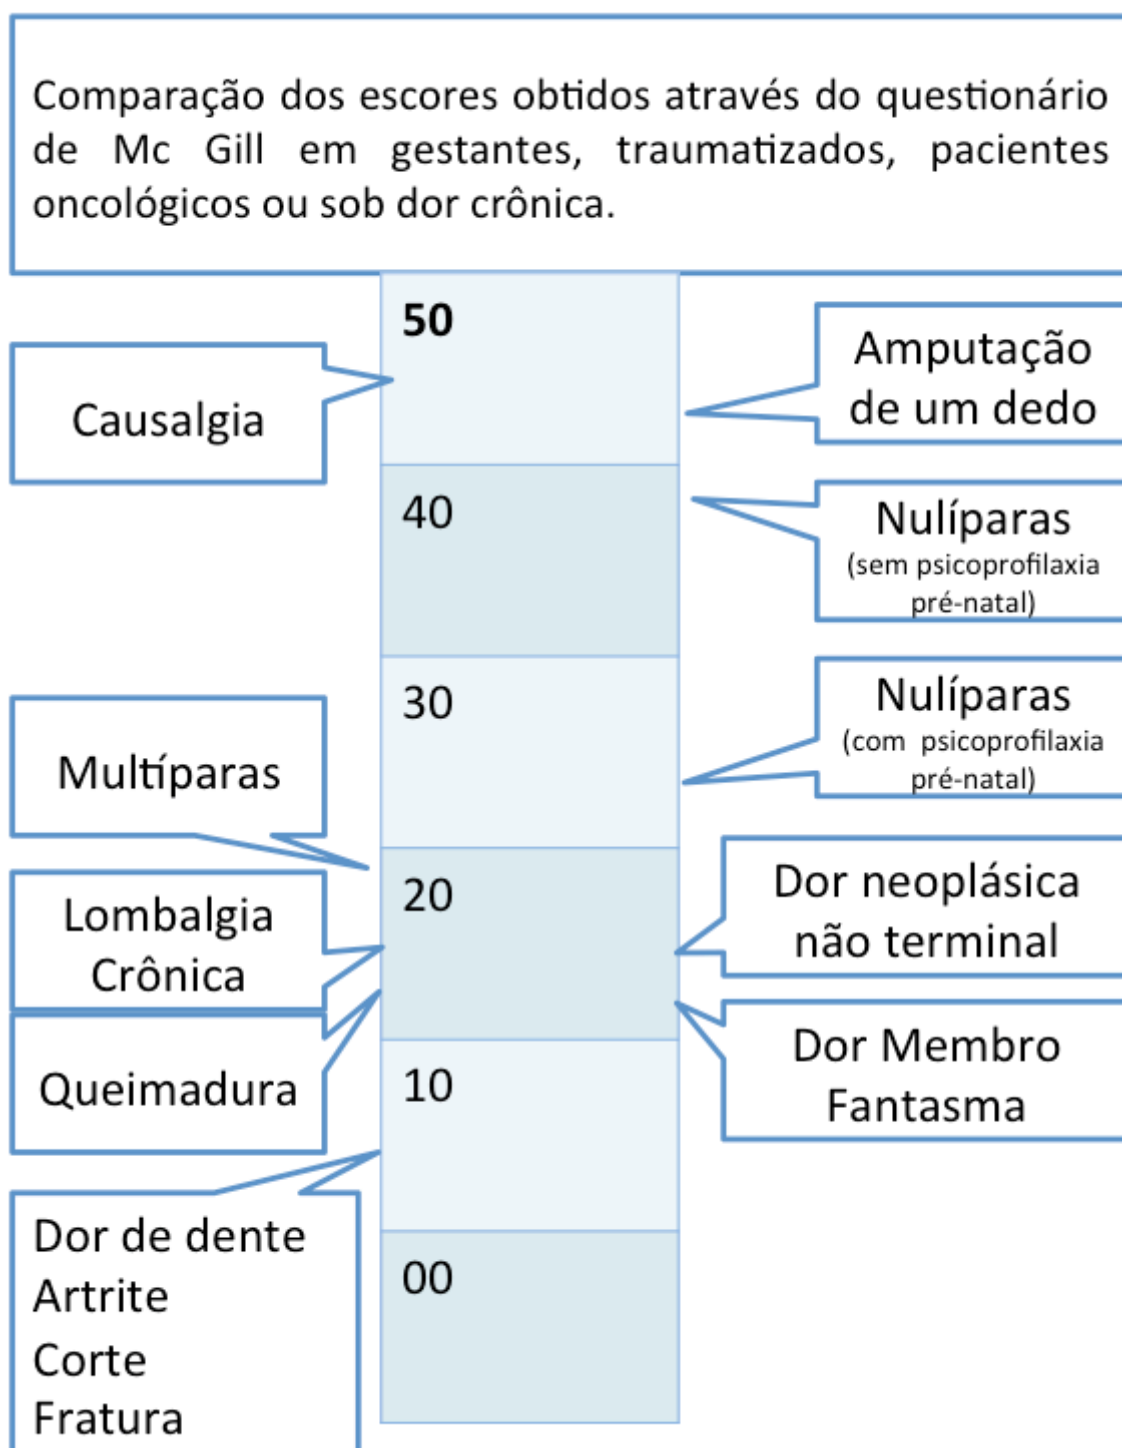 Comparação dos escores obtidos através do questionário
de Mc Gill em gestantes, traumatizados, pacientes
oncológicos ou sob dor crônica.
50
Causalgia
Amputação
de um dedo
40
Nulíparas
(sem psicoprofilaxia
pré-natal)
30
Nulíparas
(com psicoprofilaxia
pré-natal)
Multíparas
20
Lombalgia
Crônica
Dor neoplásica
não terminal
Queimadura
10
Dor Membro
Fantasma
Dor de dente
Artrite
Corte
Fratura
00